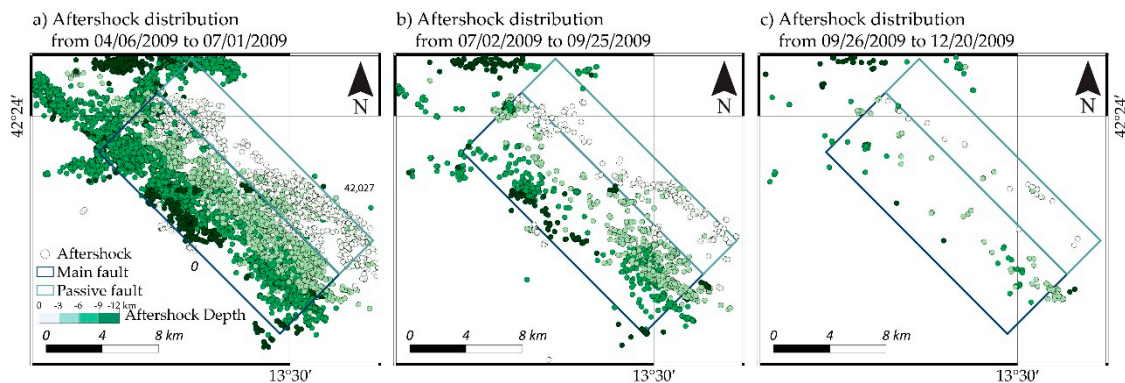 a) Aftershock distribution
from 04/06/2009 to 07/01/2009
b) Aftershock distribution
from 07/02/2009 to 09/25/2009
c) Aftershock distribution
from 09/26/2009 to 12/20/2009
N
N
N
42°24′
42°24′
42,027
0
Aftershock
Main fault
Passive fault
0 -3 -6 -9 -12 km
Aftershock Depth
0 4 8 km
0 4 8 km
0 4 8 km
13°30′
13°30′
13°30′